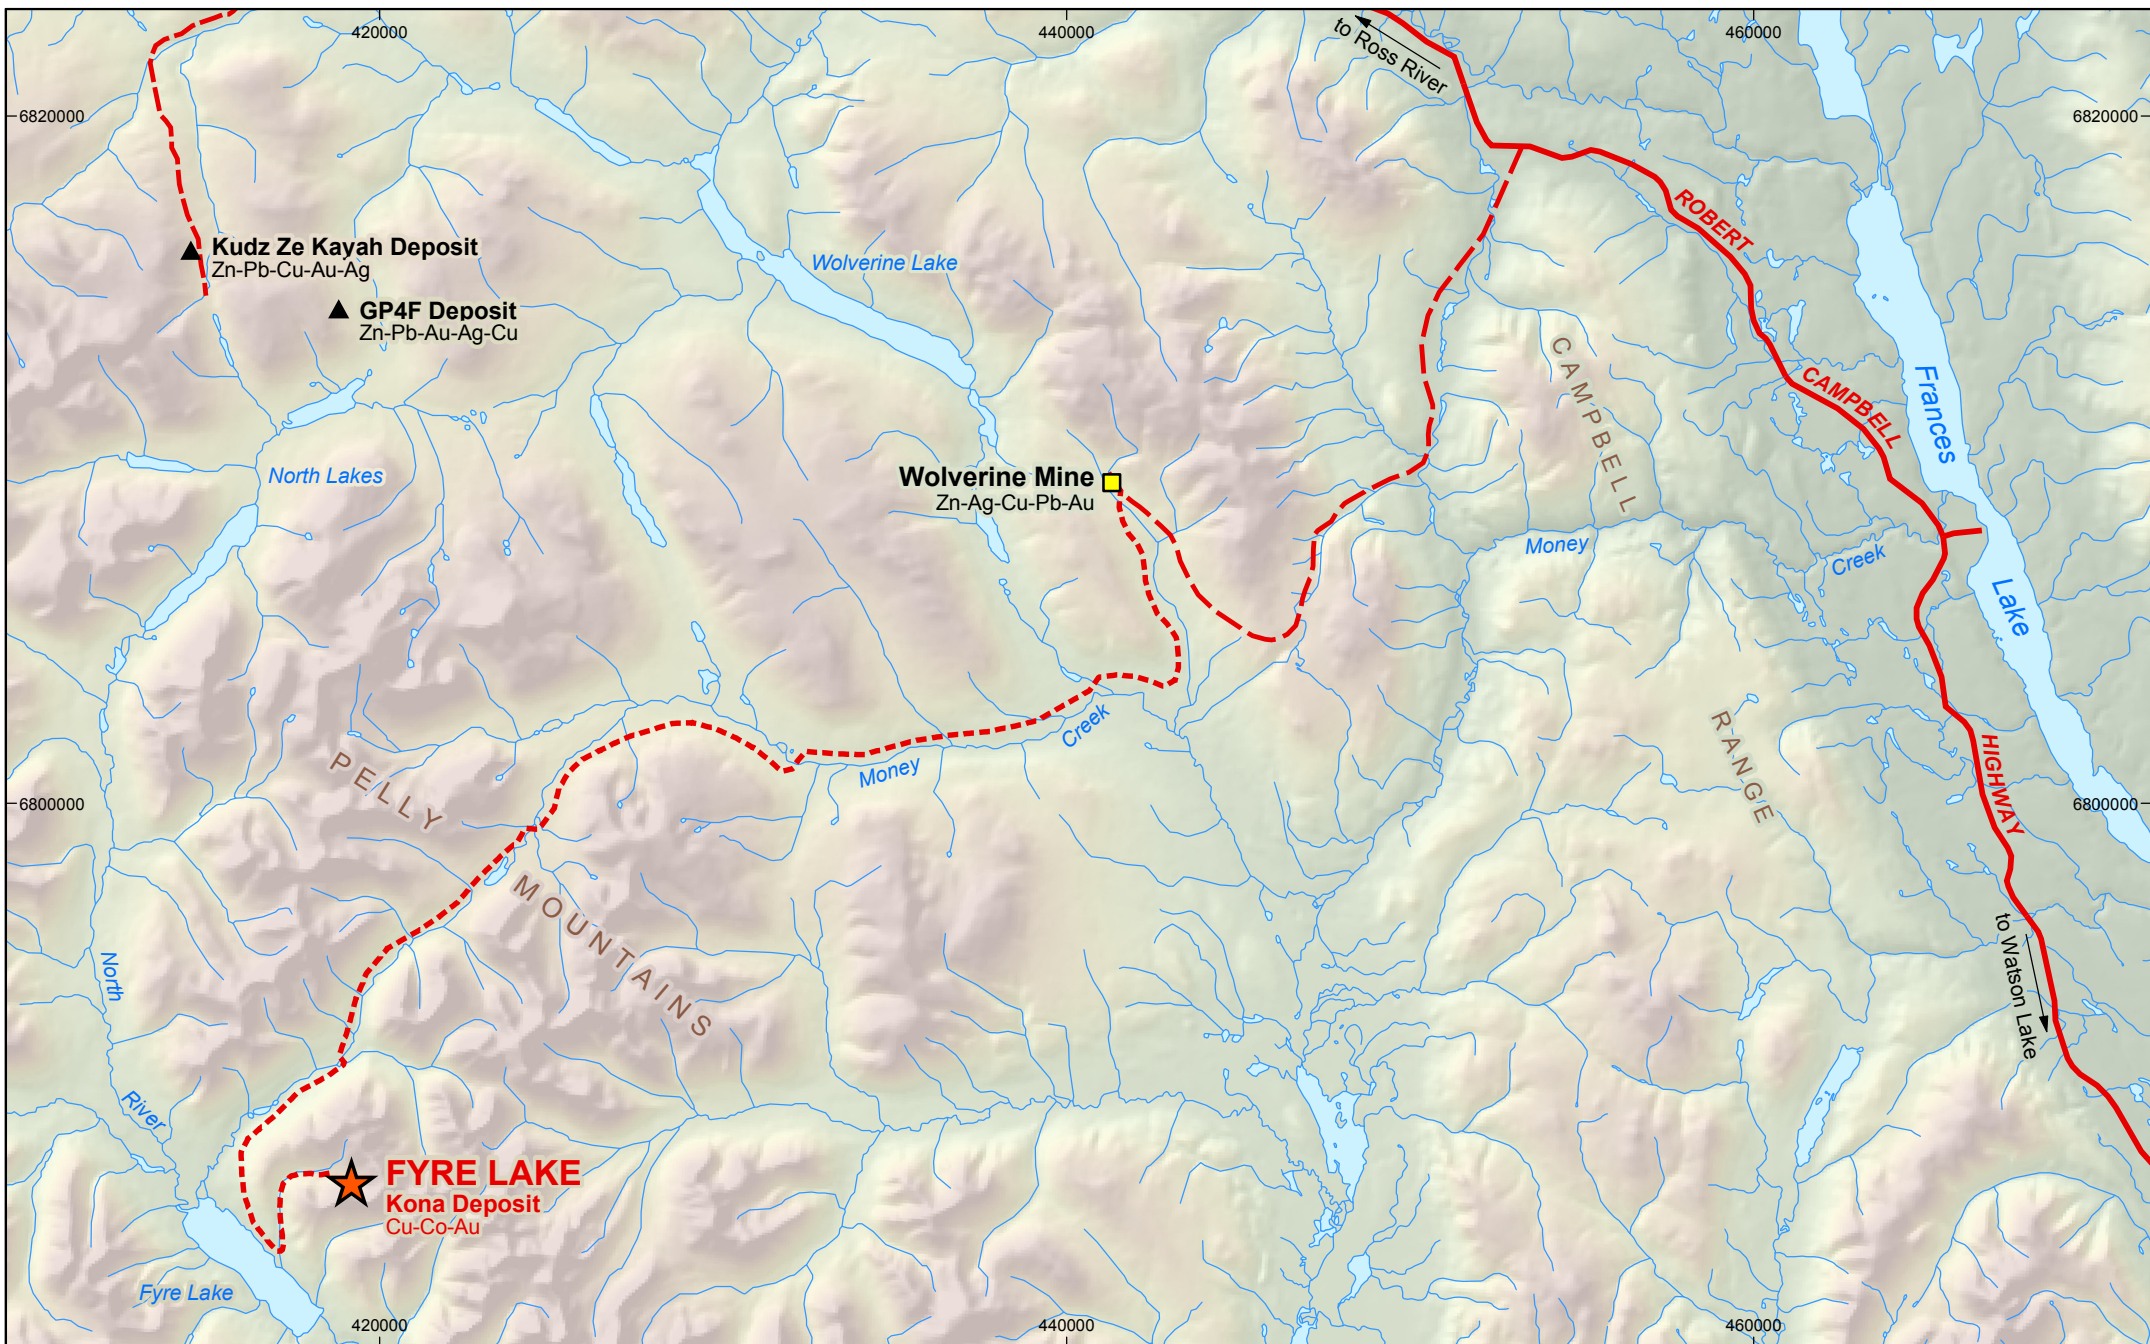 420000
440000
460000
to Ross River
6820000
6820000
ROBERT
Kudz Ze Kayah Deposit
Zn-Pb-Cu-Au-Ag
Wolverine Lake
GP4F Deposit
Zn-Pb-Au-Ag-Cu
CAMPBELL
CAMPBELL
Frances
North Lakes
Wolverine Mine
Zn-Ag-Cu-Pb-Au
Money
Creek
Lake
Creek
RANGE
Money
PELLY
HIGHWAY
6800000
6800000
MOUNTAINS
North
to Watson Lake
River
FYRE LAKE
Kona Deposit
Cu-Co-Au
Fyre Lake
420000
440000
460000